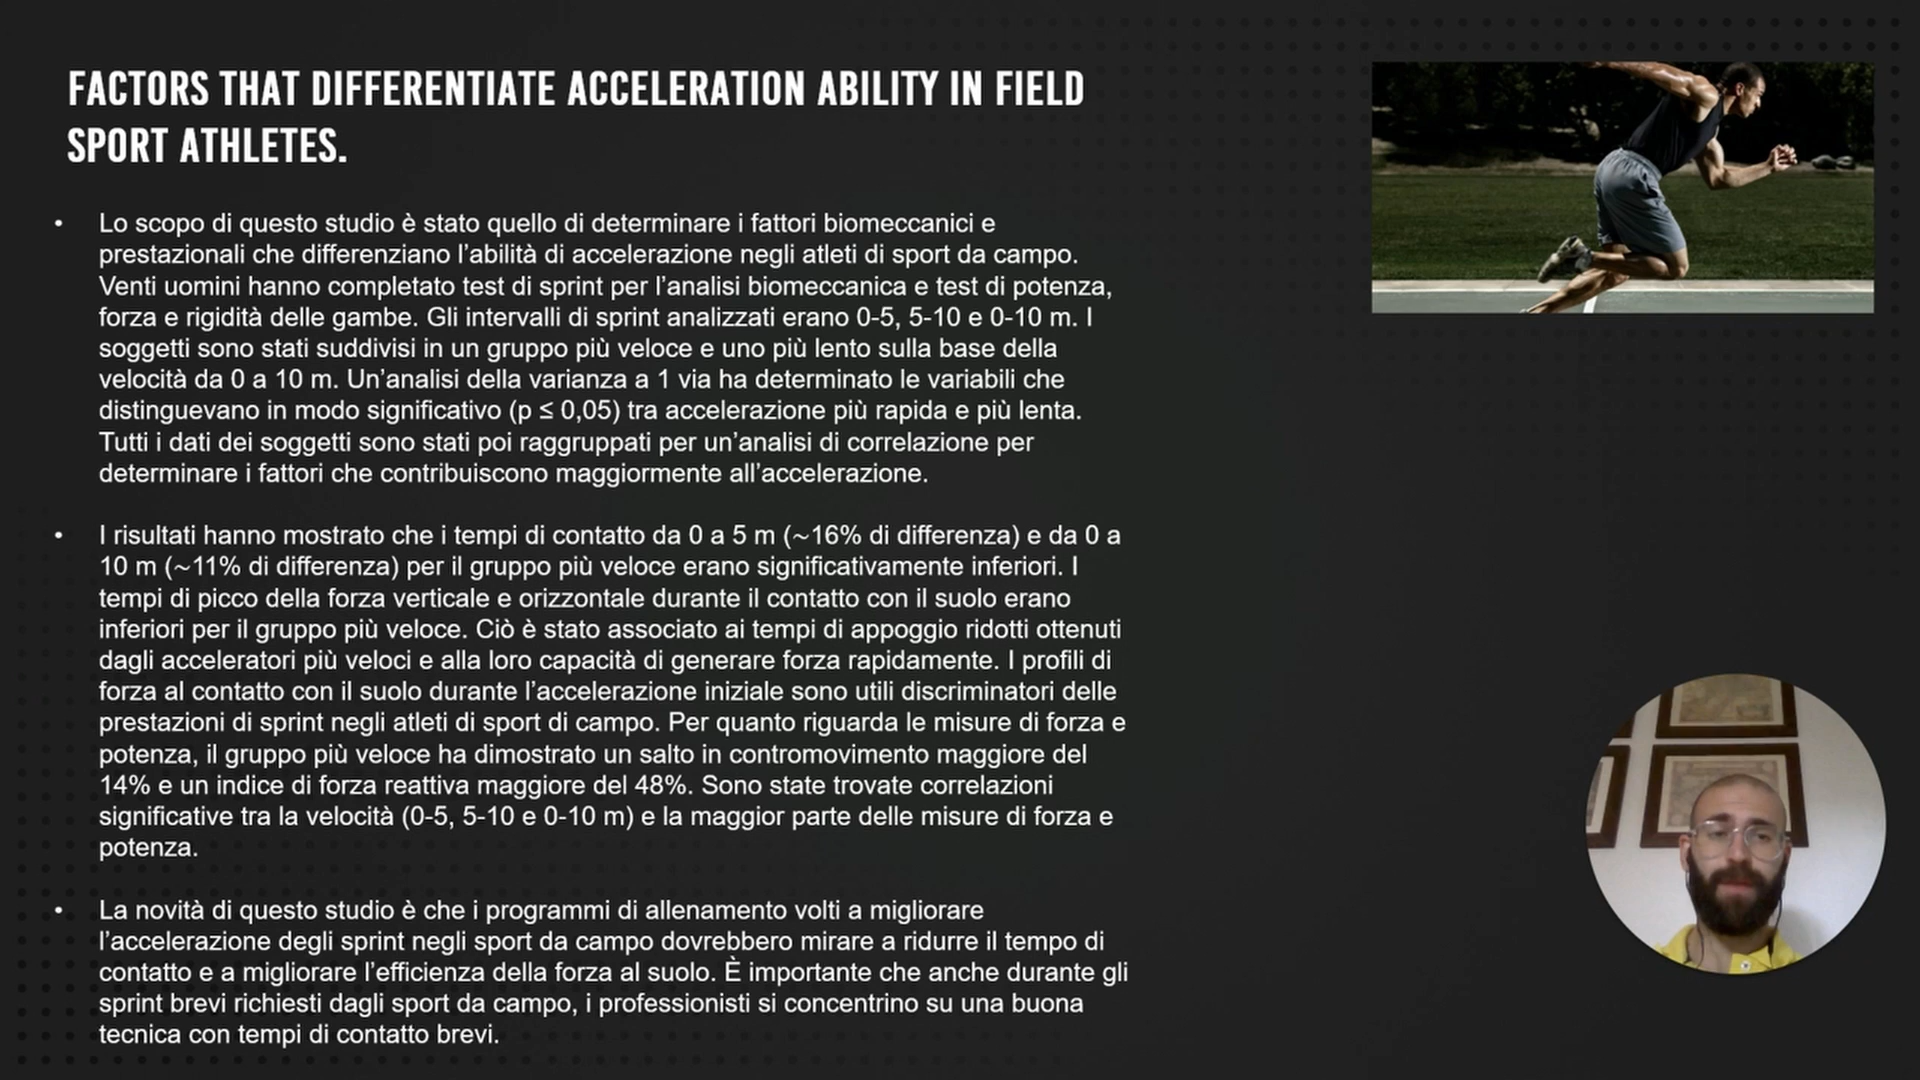 FACTORS THAT DIFFERENTIATE ACCELERATION ABILITY IN FIELD
SPORT ATHLETES.
• Lo scopo di questo studio è stato quello di determinare i fattori biomeccanici e
prestazionali che differenziano l’abilità di accelerazione negli atleti di sport da campo.
Venti uomini hanno completato test di sprint per l’analisi biomeccanica e test di potenza,
forza e rigidità delle gambe. Gli intervalli di sprint analizzati erano 0-5, 5-10 e 0-10 m. I
soggetti sono stati suddivisi in un gruppo più veloce e uno più lento sulla base della
velocità da 0 a 10 m. Un’analisi della varianza a 1 via ha determinato le variabili che
distinguevano in modo significativo (p ≤ 0,05) tra accelerazione più rapida e più lenta.
Tutti i dati dei soggetti sono stati poi raggruppati per un’analisi di correlazione per
determinare i fattori che contribuiscono maggiormente all’accelerazione.
• I risultati hanno mostrato che i tempi di contatto da 0 a 5 m (~16% di differenza) e da 0 a
10 m (~11% di differenza) per il gruppo più veloce erano significativamente inferiori. I
tempi di picco della forza verticale e orizzontale durante il contatto con il suolo erano
inferiori per il gruppo più veloce. Ciò è stato associato ai tempi di appoggio ridotti ottenuti
dagli acceleratori più veloci e alla loro capacità di generare forza rapidamente. I profili di
forza al contatto con il suolo durante l’accelerazione iniziale sono utili discriminatori delle
prestazioni di sprint negli atleti di sport di campo. Per quanto riguarda le misure di forza e
potenza, il gruppo più veloce ha dimostrato un salto in contromovimento maggiore del
14% e un indice di forza reattiva maggiore del 48%. Sono state trovate correlazioni
significative tra la velocità (0-5, 5-10 e 0-10 m) e la maggior parte delle misure di forza e
potenza.
• La novità di questo studio è che i programmi di allenamento volti a migliorare
l’accelerazione degli sprint negli sport da campo dovrebbero mirare a ridurre il tempo di
contatto e a migliorare l’efficienza della forza al suolo. È importante che anche durante gli
sprint brevi richiesti dagli sport da campo, i professionisti si concentrino su una buona
tecnica con tempi di contatto brevi.